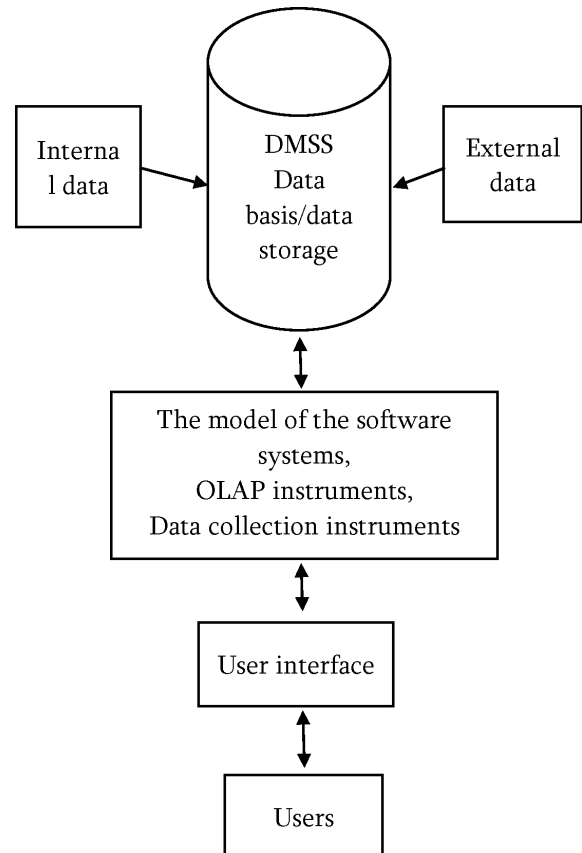 Interna
l data
DMSS
Data
basis/data
storage
External
data
The model of the software
systems,
OLAP instruments,
Data collection instruments
User interface
Users